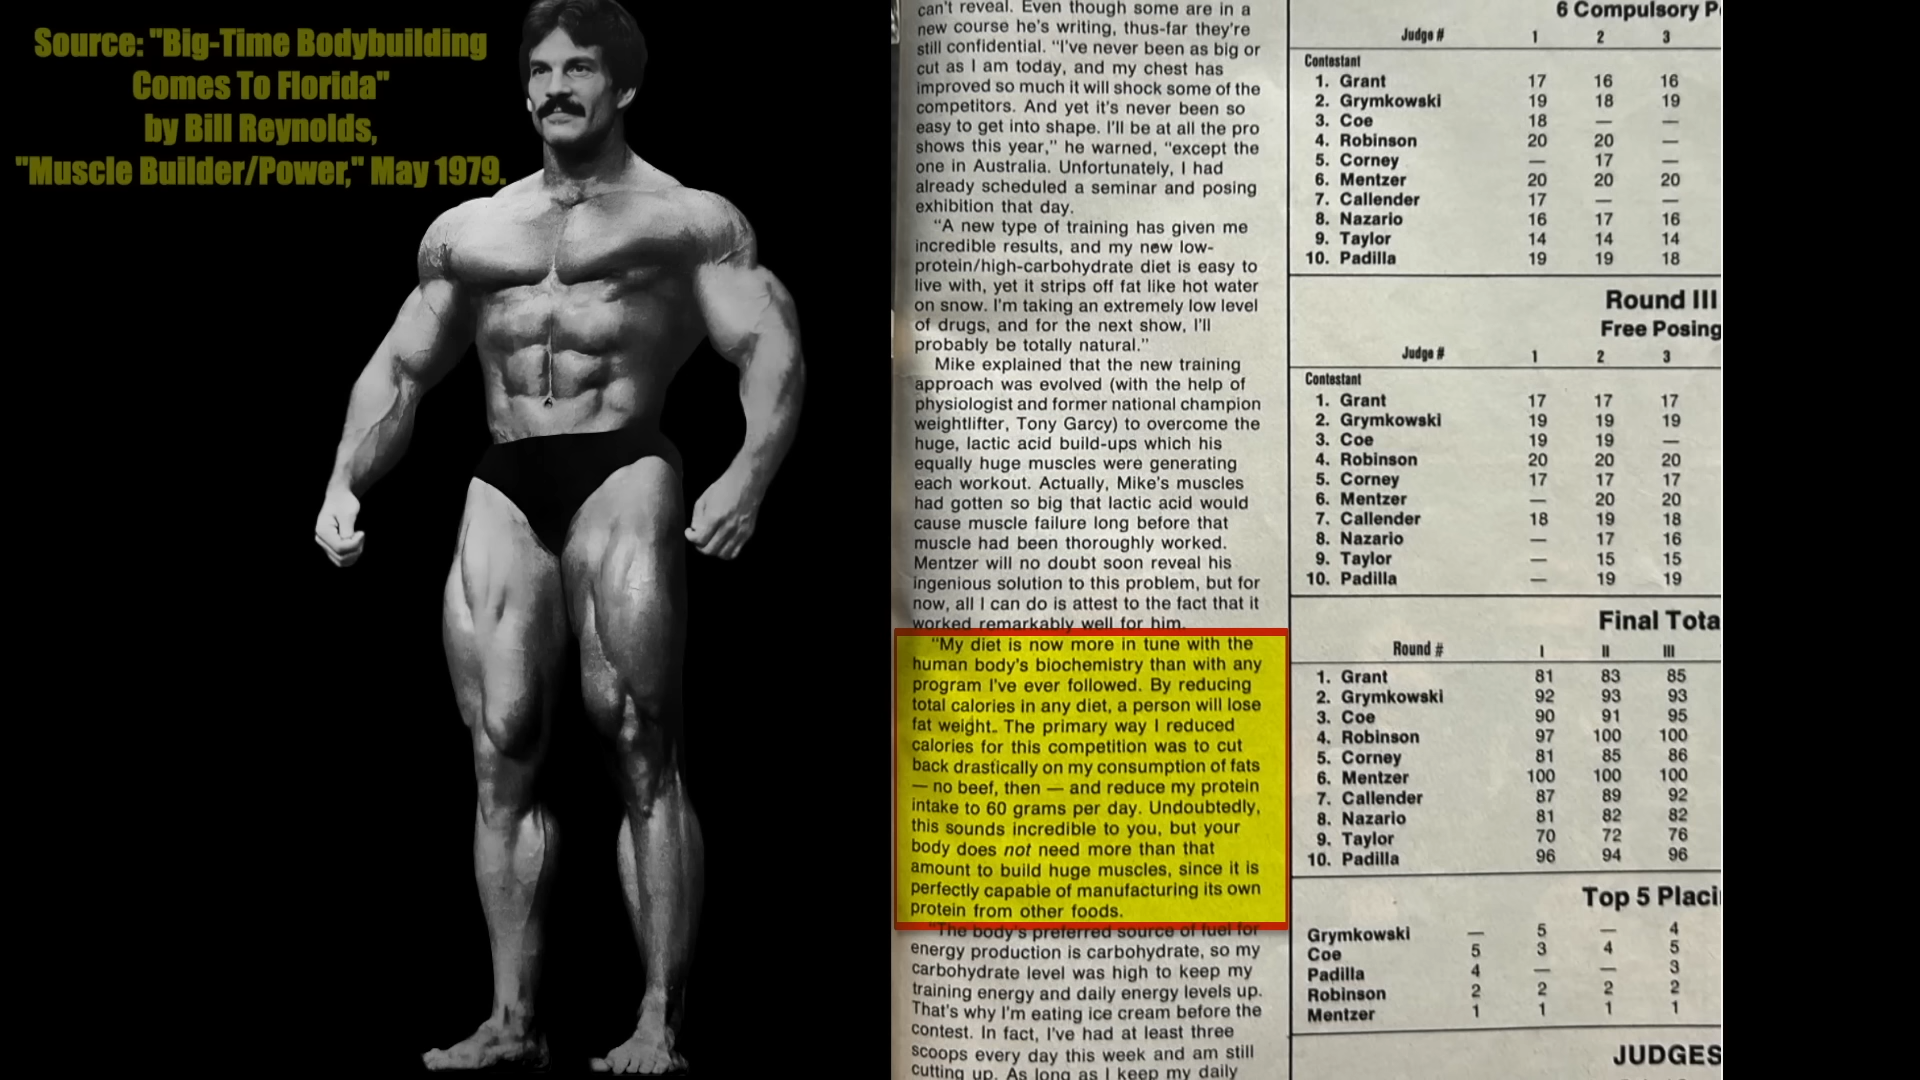 Source: "Big-Time Bodybuilding
Comes To Florida"
by Bill Reynolds,
"Muscle Builder/Power," May 1979.
can't reveal. Even though some are in a
new course he's writing, thus-far they're
still confidential. "I've never been as big or
cut as I am today, and my chest has
improved so much it will shock some of the
competitors. And yet it's never been so
easy to get into shape. I'll be at all the pro
shows this year," he warned, "except the
one in Australia. Unfortunately, I had
already scheduled a seminar and posing
exhibition that day.
"A new type of training has given me
incredible results, and my new low-
protein/high-carbohydrate diet is easy to
live with, yet it strips off fat like hot water
on snow. I'm taking an extremely low level
of drugs, and for the next show, I'll
probably be totally natural."
Mike explained that the new training
approach was evolved (with the help of
physiologist and former national champion
weightlifter, Tony Garcy) to overcome the
huge, lactic acid build-ups which his
equally huge muscles were generating
each workout. Actually, Mike's muscles
had gotten so big that lactic acid would
cause muscle failure long before that
muscle had been thoroughly worked.
Mentzer will no doubt soon reveal his
ingenious solution to this problem, but for
now, all I can do is attest to the fact that it
worked remarkably well for him.
"My diet is now more in tune with the
human body's biochemistry than with any
program I've ever followed. By reducing
total calories in any diet, a person will lose
fat weight. The primary way I reduced
calories for this competition was to cut
back drastically on my consumption of fats
— no beef, then — and reduce my protein
intake to 60 grams per day. Undoubtedly,
this sounds incredible to you, but your
body does not need more than that
amount to build huge muscles, since it is
perfectly capable of manufacturing its own
protein from other foods.
"The body's preferred source of fuel for
energy production is carbohydrate, so my
carbohydrate level was high to keep my
training energy and daily energy levels up.
That's why I'm eating ice cream before the
contest. In fact, I've had at least three
scoops every day this week and am still
cutting up. As long as I keep my daily
6 Compulsory P
Judge # 1 2 3
Contestant
1. Grant 17 16 16
2. Grymkowski 19 18 19
3. Coe 18 — —
4. Robinson 20 20 —
5. Corney — 17 —
6. Mentzer 20 20 20
7. Callender 17 — —
8. Nazario 16 17 16
9. Taylor 14 14 14
10. Padilla 19 19 18
Round III
Free Posing
Judge # 1 2 3
Contestant
1. Grant 17 17 17
2. Grymkowski 19 19 19
3. Coe 19 19 —
4. Robinson 20 20 20
5. Corney 17 17 17
6. Mentzer — 20 20
7. Callender 18 19 18
8. Nazario — 17 16
9. Taylor — 15 15
10. Padilla — 19 19
Final Tota
Round # I II III
1. Grant 81 83 85
2. Grymkowski 92 93 93
3. Coe 90 91 95
4. Robinson 97 100 100
5. Corney 81 85 86
6. Mentzer 100 100 100
7. Callender 87 89 92
8. Nazario 81 82 82
9. Taylor 70 72 76
10. Padilla 96 94 96
Top 5 Placi
Grymkowski — 5 — 4
Coe 5 3 4 5
Padilla 4 — — 3
Robinson 2 2 2 2
Mentzer 1 1 1 1
JUDGES